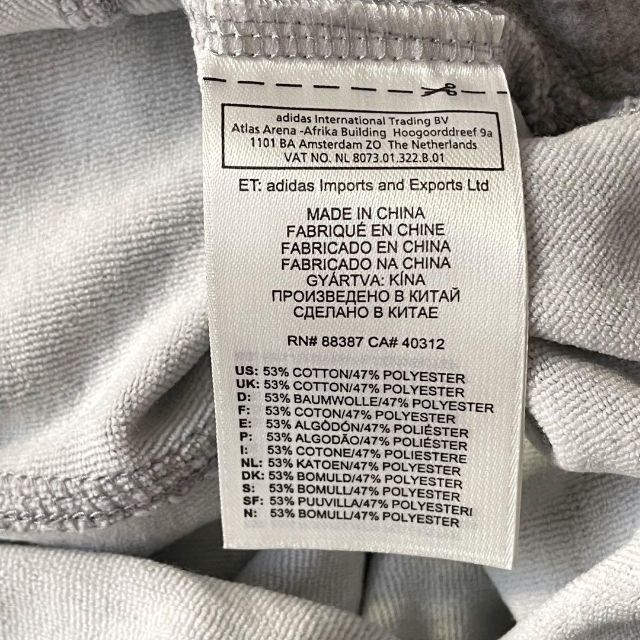 adidas International Trading BV
Atlas Arena -Afrika Building Hoogoorddreef 9a
1101 BA Amsterdam ZO The Netherlands
VAT NO. NL 8073.01.322.B.01
ET: adidas Imports and Exports Ltd
MADE IN CHINA
FABRIQUÉ EN CHINE
FABRICADO EN CHINA
FABRICADO NA CHINA
GYÁRTVA: KÍNA
ПРОИЗВЕДЕНО В КИТАЙ
СДЕЛАНО В КИТАЕ
RN# 88387 CA# 40312
US: 53% COTTON/47% POLYESTER
UK: 53% COTTON/47% POLYESTER
D: 53% BAUMWOLLE/47% POLYESTER
F: 53% COTON/47% POLYESTER
E: 53% ALGÒDÓN/47% POLIÉSTER
P: 53% ALGODÃO/47% POLIÉSTER
I: 53% COTONE/47% POLIESTERE
NL: 53% KATOEN/47% POLYESTER
DK: 53% BOMULD/47% POLYESTER
S: 53% BOMULL/47% POLYESTER
SF: 53% PUUVILLA/47% POLYESTERI
N: 53% BOMULL/47% POLYESTER